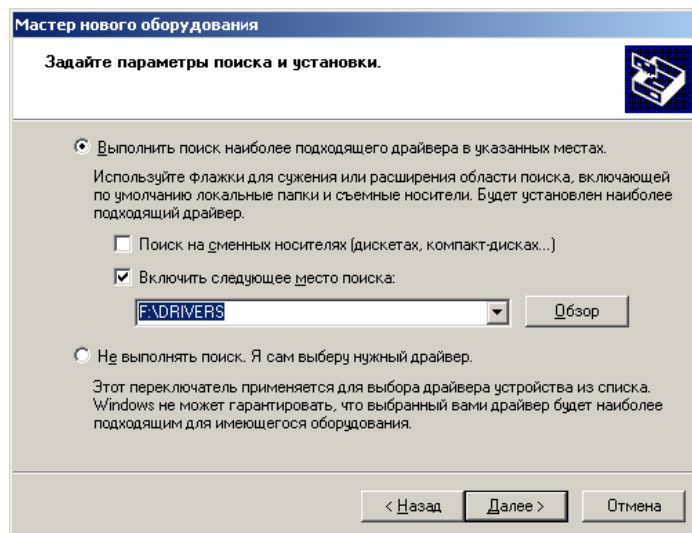 Мастер нового оборудования
Задайте параметры поиска и установки.
Выполнить поиск наиболее подходящего драйвера в указанных местах.
Используйте флажки для сужения или расширения области поиска, включающей
по умолчанию локальные папки и съемные носители. Будет установлен наиболее
подходящий драйвер.
Поиск на сменных носителях (дискетах, компакт-дисках...)
Включить следующее место поиска:
F:\DRIVERS
Обзор
Не выполнять поиск. Я сам выберу нужный драйвер.
Этот переключатель применяется для выбора драйвера устройства из списка.
Windows не может гарантировать, что выбранный вами драйвер будет наиболее
подходящим для имеющегося оборудования.
< Назад Далее > Отмена